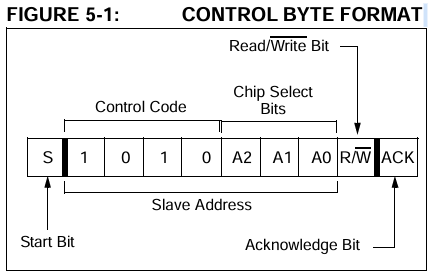 FIGURE 5-1: CONTROL BYTE FORMAT
Read/Write Bit
Control Code
Chip Select
Bits
S 1 0 1 0 A2 A1 A0 R/W ACK
Slave Address
Start Bit
Acknowledge Bit